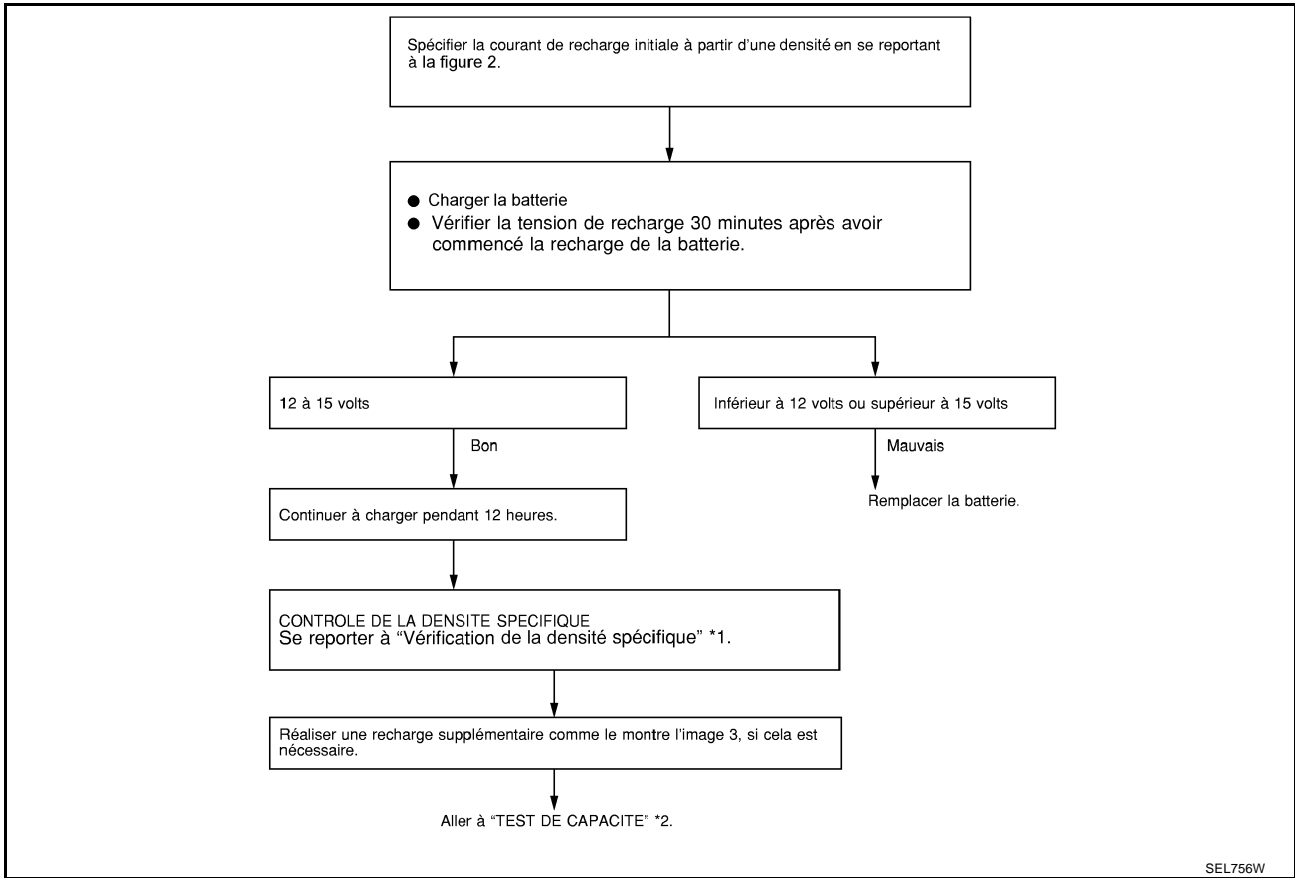 Spécifier la courant de recharge initiale à partir d'une densité en se reportant
à la figure 2.
● Charger la batterie
● Vérifier la tension de recharge 30 minutes après avoir
commencé la recharge de la batterie.
12 à 15 volts
Inférieur à 12 volts ou supérieur à 15 volts
Bon
Mauvais
Continuer à charger pendant 12 heures.
Remplacer la batterie.
CONTROLE DE LA DENSITE SPECIFIQUE
Se reporter à “Vérification de la densité spécifique” *1.
Réaliser une recharge supplémentaire comme le montre l'image 3, si cela est
nécessaire.
Aller à “TEST DE CAPACITE” *2.
SEL756W